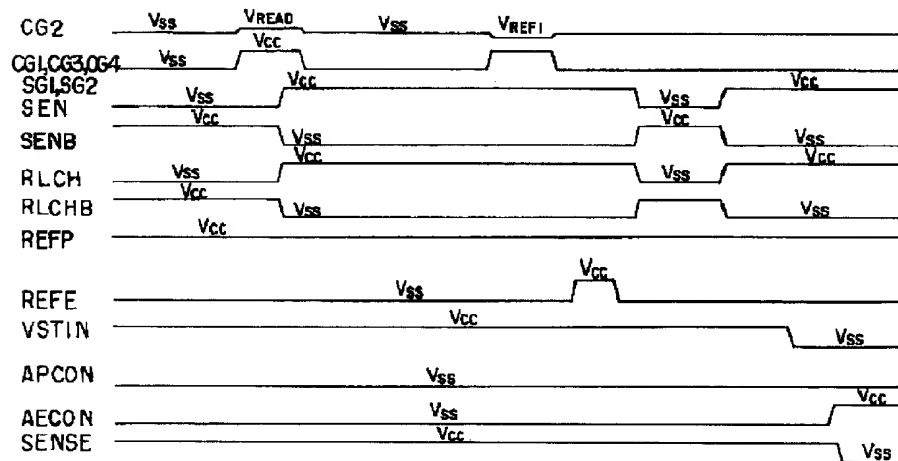 CG2 VSS VREAD VSS VREF1
CG1,CG3,CG4 VSS VCC
SG1,SG2 VCC VCC
SEN VSS VSS
SENB VCC VSS VCC VSS
RLCH VSS VCC VSS VCC
RLCHB VCC VSS VSS
REFP VCC
REFE VSS VCC
VSTIN VCC VSS
APCON VSS
AECON VSS VCC
SENSE VCC VSS